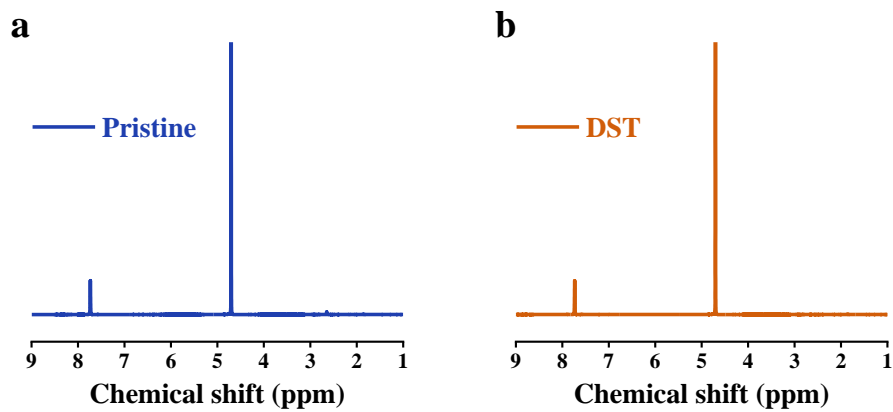 a
Pristine
9 8 7 6 5 4 3 2 1
Chemical shift (ppm)
b
DST
9 8 7 6 5 4 3 2 1
Chemical shift (ppm)